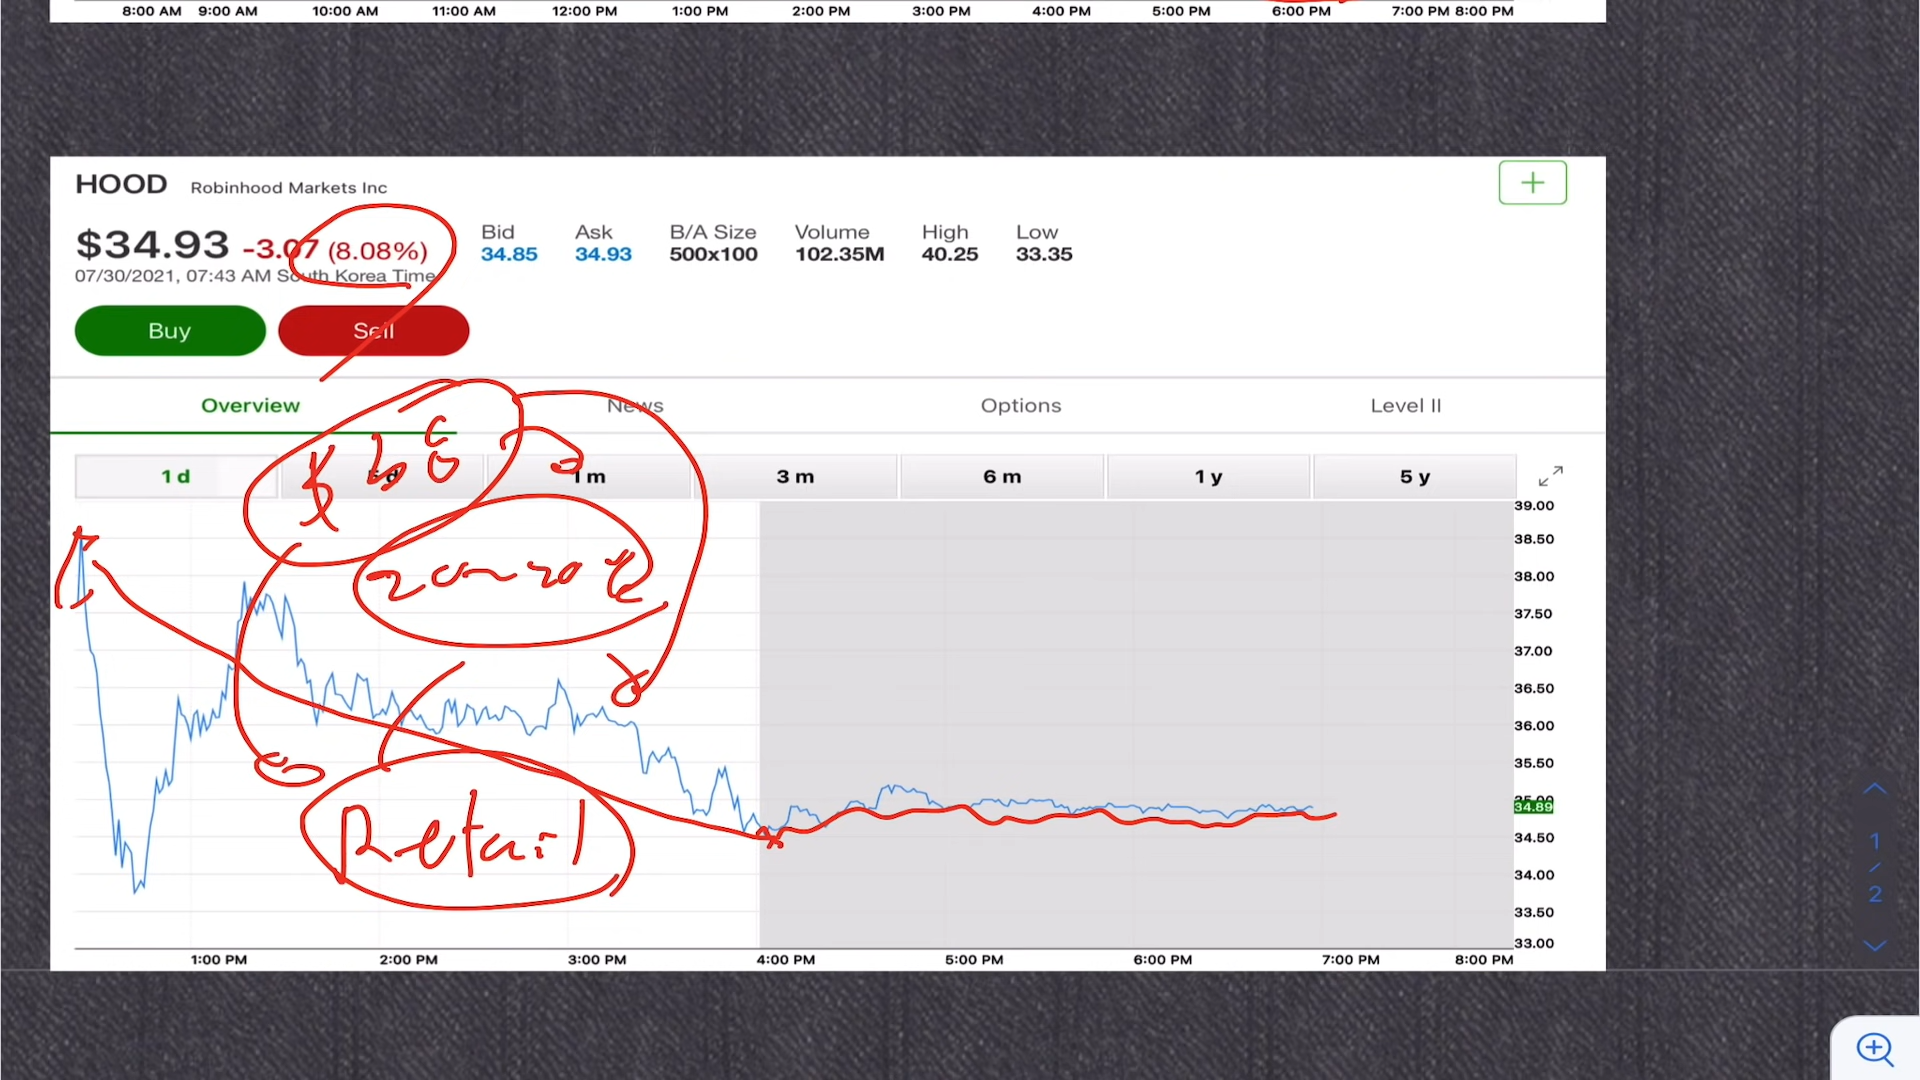 8:00 AM 9:00 AM 10:00 AM 11:00 AM 12:00 PM 1:00 PM 2:00 PM 3:00 PM 4:00 PM 5:00 PM 6:00 PM 7:00 PM 8:00 PM
HOOD Robinhood Markets Inc
$34.93 -3.07 (8.08%)
07/30/2021, 07:43 AM South Korea Time
Bid Ask B/A Size Volume High Low
34.85 34.93 500x100 102.35M 40.25 33.35
Buy Sell
Overview News Options Level II
1 d 1 m 3 m 6 m 1 y 5 y
39.00
38.50
38.00
37.50
37.00
36.50
36.00
35.50
34.89
34.50
34.00
33.50
33.00
Retail
1:00 PM 2:00 PM 3:00 PM 4:00 PM 5:00 PM 6:00 PM 7:00 PM 8:00 PM
1
/
2